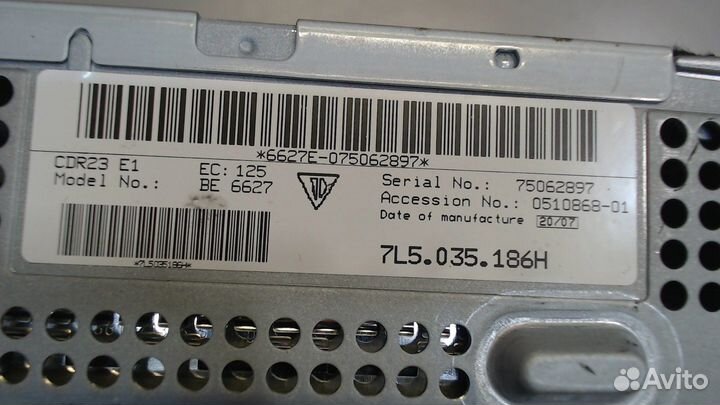 *6627E-075062897*
CDR23 E1 EC: 125
Model No.: BE 6627
Serial No.: 75062897
Accession No.: 0510868-01
Date of manufacture 20/07
*7L5035186H*
7L5.035.186H
Avito